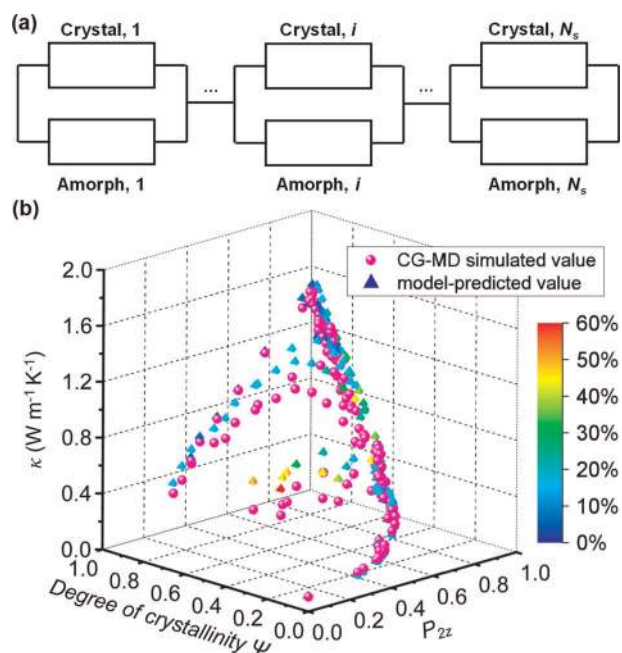 (a)
Crystal, 1
Crystal, i
Crystal, Ns
...
...
Amorph, 1
Amorph, i
Amorph, Ns
(b)
CG-MD simulated value
model-predicted value
2.0
1.6
1.2
0.8
0.4
0.0
κ (W m⁻¹ K⁻¹)
60%
50%
40%
30%
20%
10%
0%
1.0
0.8
0.6
0.4
0.2
0.0
Degree of crystallinity Ψ
0.0
0.2
0.4
0.6
0.8
1.0
P2z